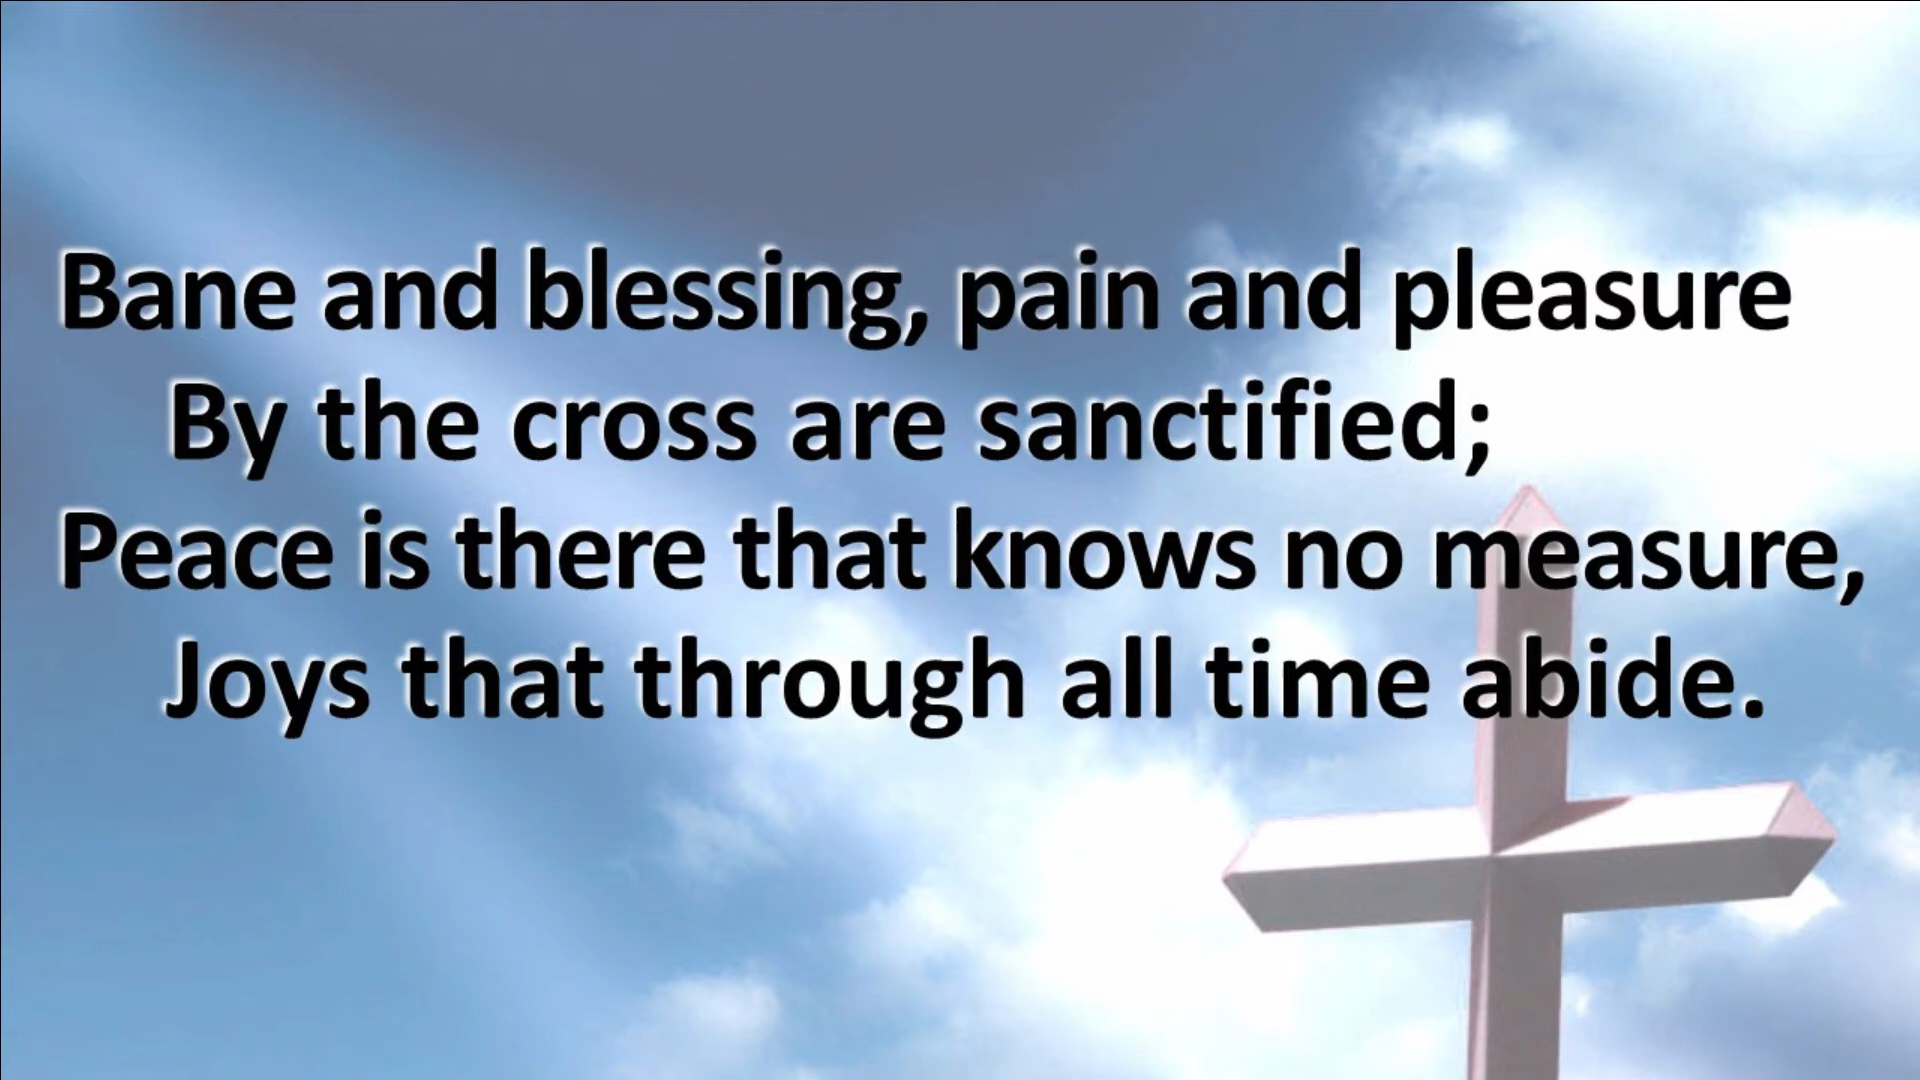 Bane and blessing, pain and pleasure
By the cross are sanctified;
Peace is there that knows no measure,
Joys that through all time abide.